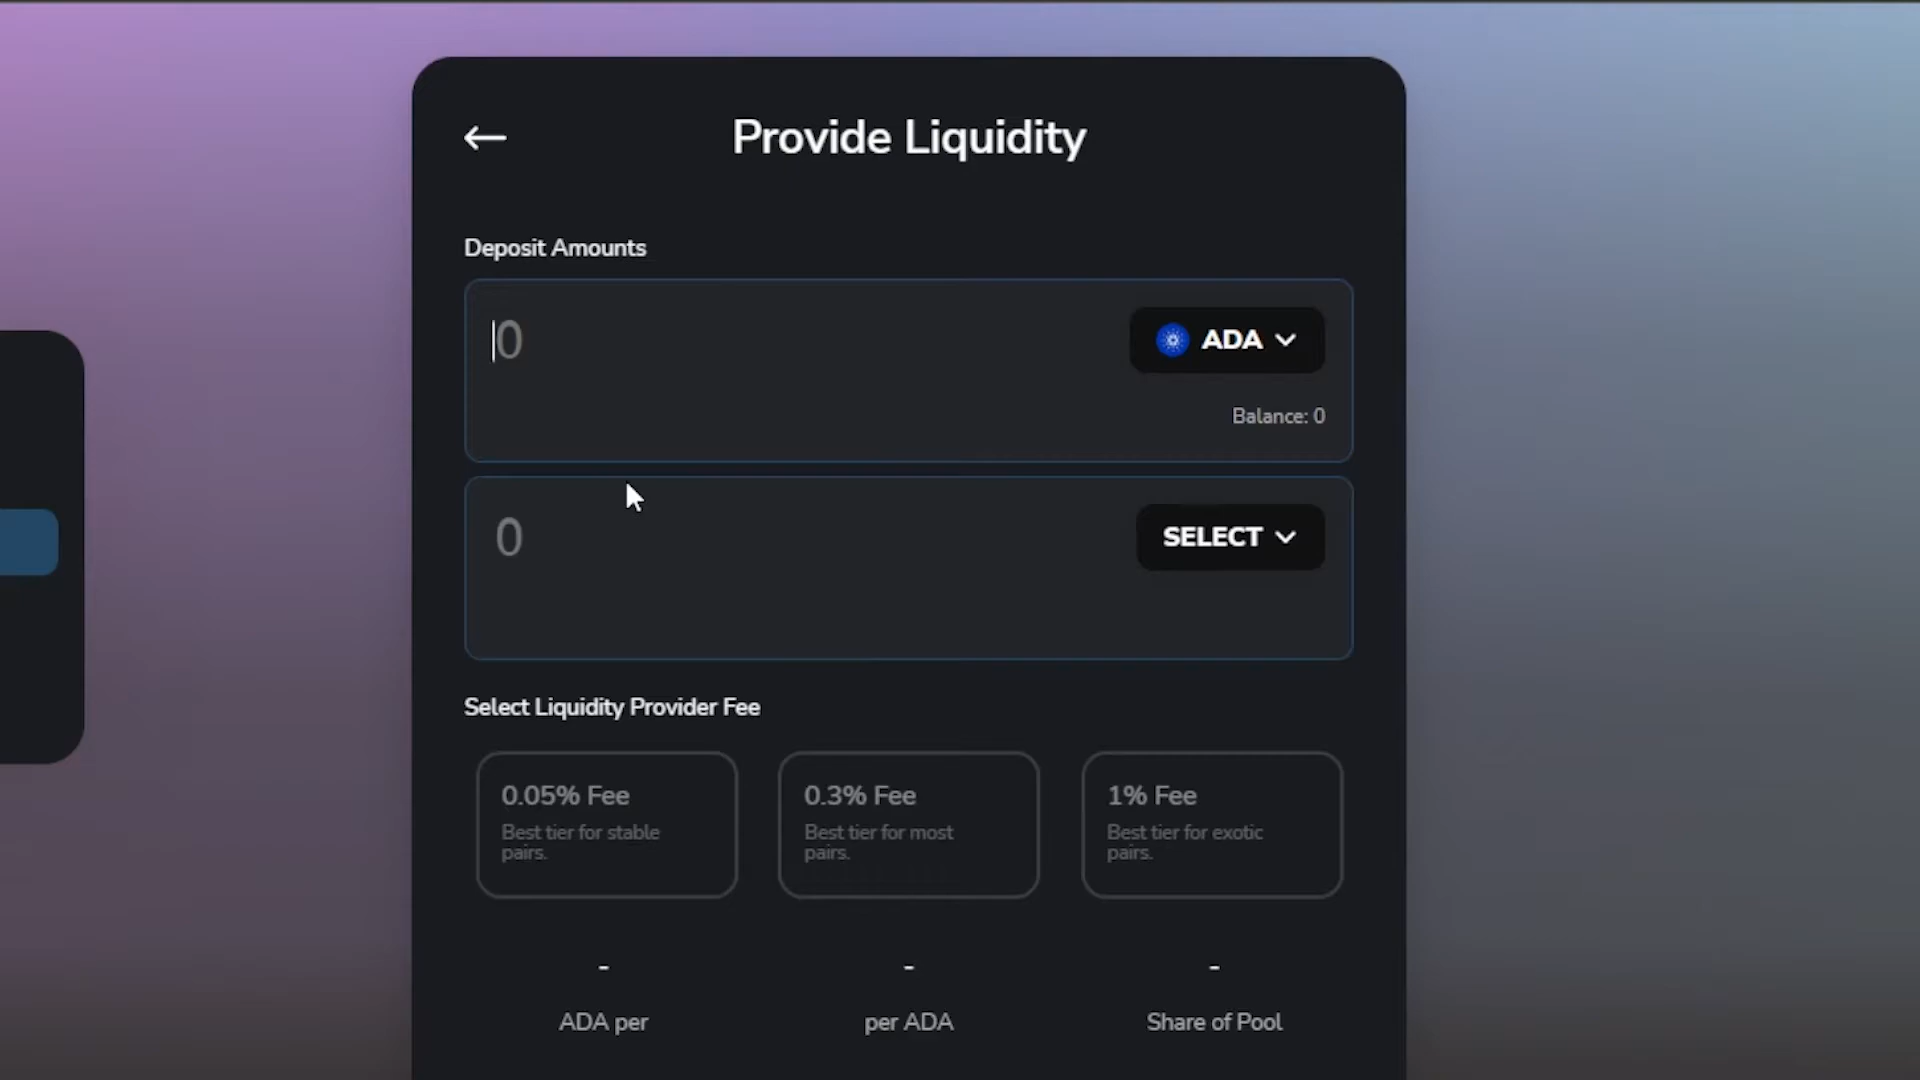 Provide Liquidity
Deposit Amounts
0
ADA
Balance: 0
0
SELECT
Select Liquidity Provider Fee
0.05% Fee
Best tier for stable
pairs.
0.3% Fee
Best tier for most
pairs.
1% Fee
Best tier for exotic
pairs.
- - -
ADA per
per ADA
Share of Pool